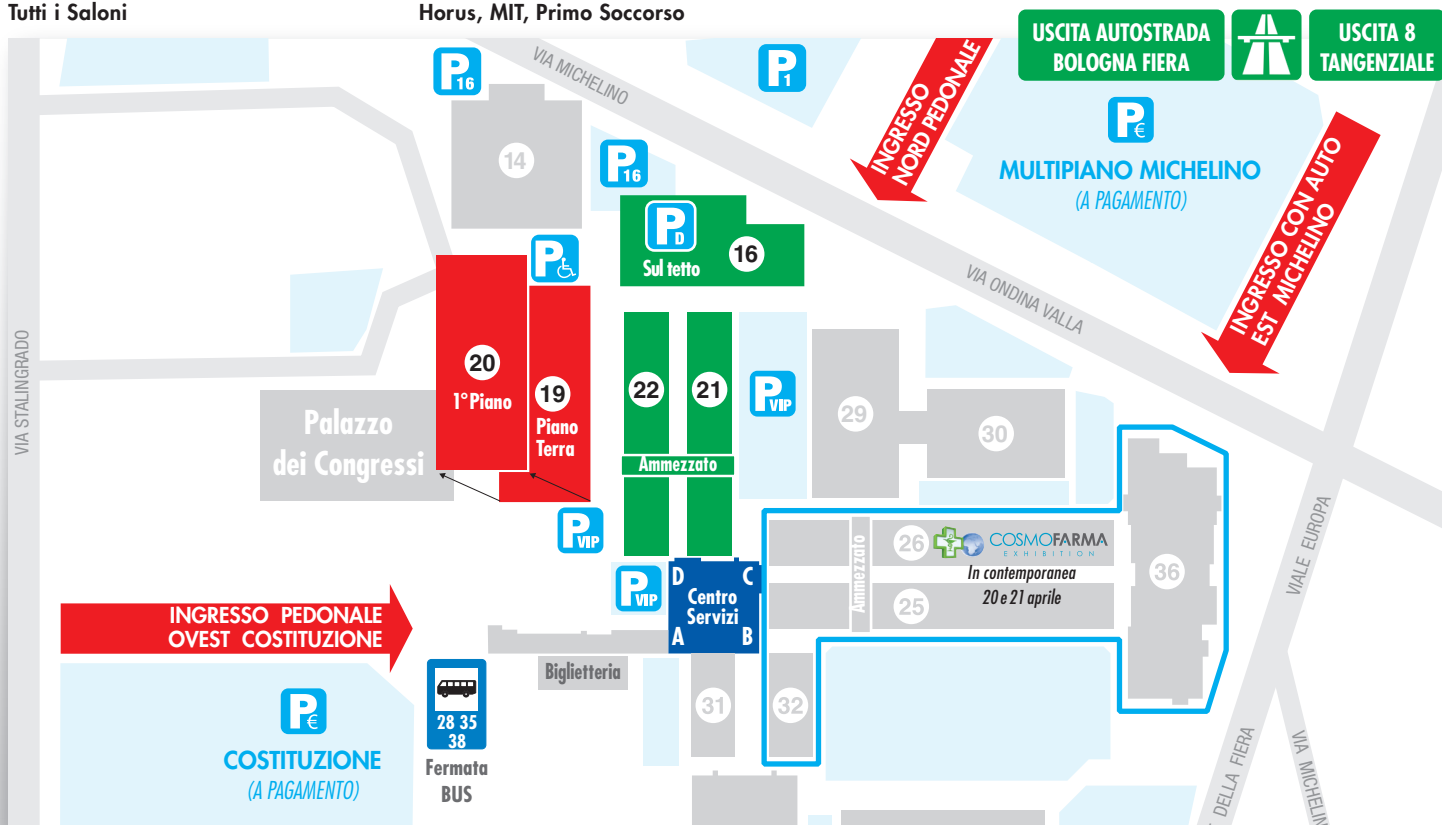 Tutti i Saloni
Horus, MIT, Primo Soccorso
USCITA AUTOSTRADA
BOLOGNA FIERA
USCITA 8
TANGENZIALE
P 16
VIA MICHELINO
P 1
INGRESSO
NORD PEDONALE
P €
MULTIPIANO MICHELINO
(A PAGAMENTO)
INGRESSO CON AUTO
EST MICHELINO
14
P 16
P D
Sul tetto
16
P
VIA ONDINA VALLA
VIA STALINGRADO
20
1° Piano
19
Piano
Terra
22
21
P VIP
29
30
Palazzo
dei Congressi
Ammezzato
P VIP
VIALE EUROPA
26
COSMOFARMA
EXHIBITION
In contemporanea
20 e 21 aprile
Ammezzato
25
36
P VIP
D
C
Centro
Servizi
A
B
INGRESSO PEDONALE
OVEST COSTITUZIONE
Biglietteria
31
32
28 35
38
Fermata
BUS
P €
COSTITUZIONE
(A PAGAMENTO)
DELLA FIERA
VIA MICHELIN